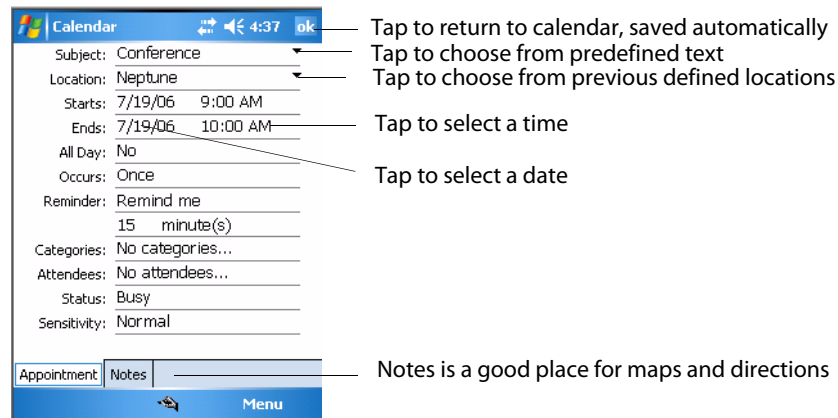 Calendar 4:37 ok
Tap to return to calendar, saved automatically
Subject: Conference
Tap to choose from predefined text
Location: Neptune
Tap to choose from previous defined locations
Starts: 7/19/06 9:00 AM
Ends: 7/19/06 10:00 AM
Tap to select a time
All Day: No
Occurs: Once
Tap to select a date
Reminder: Remind me
15 minute(s)
Categories: No categories...
Attendees: No attendees...
Status: Busy
Sensitivity: Normal
Appointment Notes
Notes is a good place for maps and directions
Menu